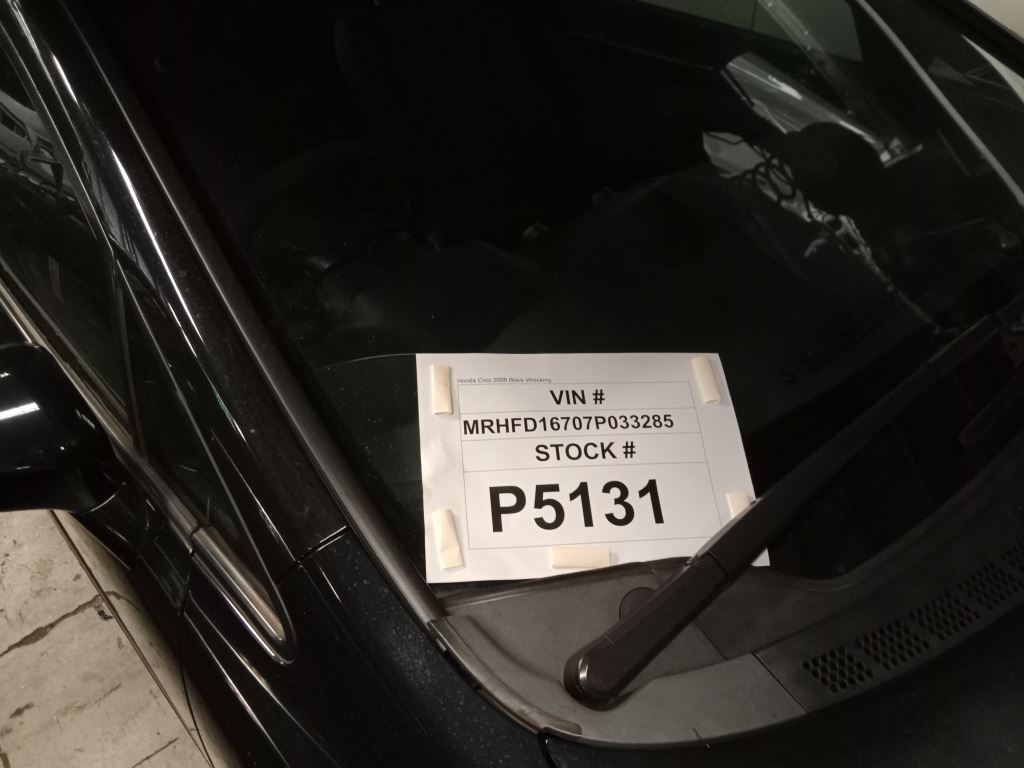 Honda Civic 2008 Black Wrecking
VIN #
MRHFD16707P033285
STOCK #
P5131